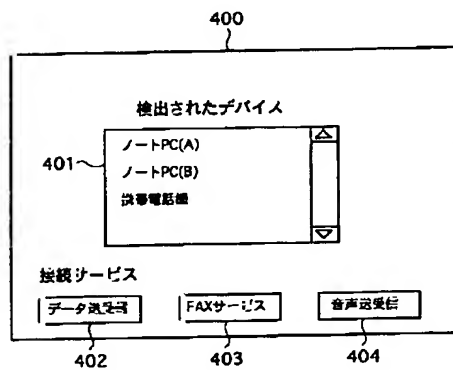 400
検出されたデバイス
401
ノートPC(A)
ノートPC(B)
携帯電話機
接続サービス
データ送受信 FAXサービス 音声送受信
402 403 404